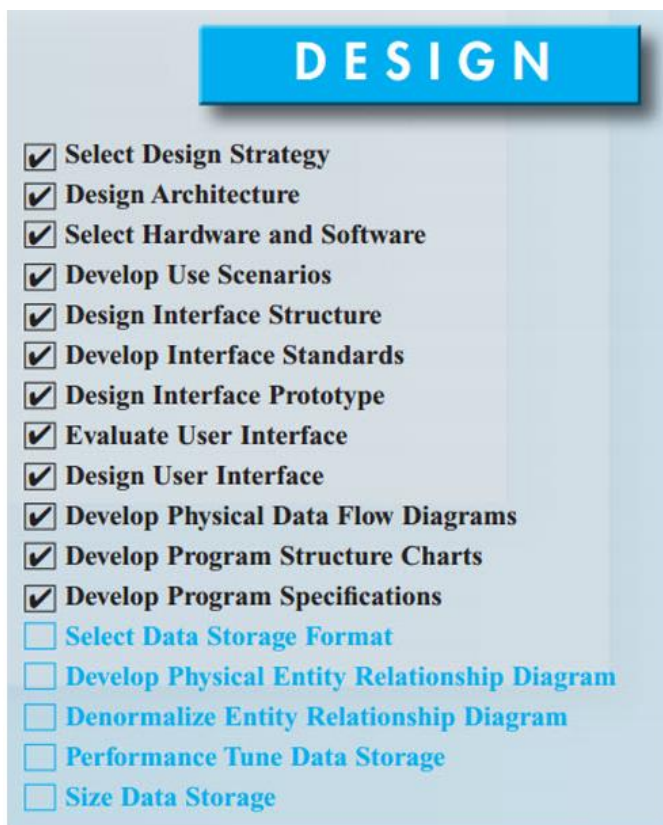 DESIGN
Select Design Strategy
Design Architecture
Select Hardware and Software
Develop Use Scenarios
Design Interface Structure
Develop Interface Standards
Design Interface Prototype
Evaluate User Interface
Design User Interface
Develop Physical Data Flow Diagrams
Develop Program Structure Charts
Develop Program Specifications
Select Data Storage Format
Develop Physical Entity Relationship Diagram
Denormalize Entity Relationship Diagram
Performance Tune Data Storage
Size Data Storage